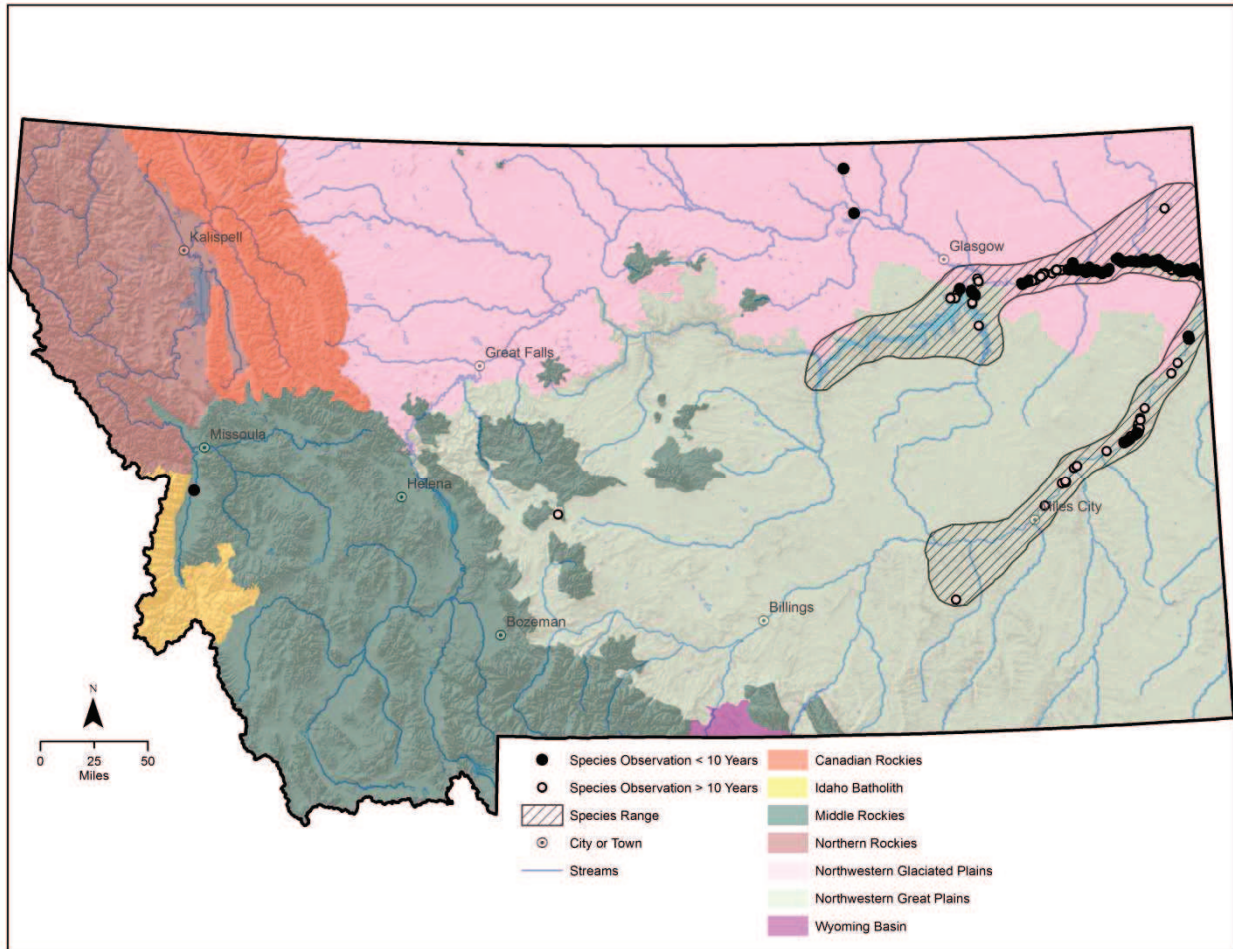 Kalispell
Glasgow
Great Falls
Missoula
Helena
Miles City
Billings
Bozeman
N
0 25 50
Miles
Species Observation < 10 Years
Species Observation > 10 Years
Species Range
City or Town
Streams
Canadian Rockies
Idaho Batholith
Middle Rockies
Northern Rockies
Northwestern Glaciated Plains
Northwestern Great Plains
Wyoming Basin